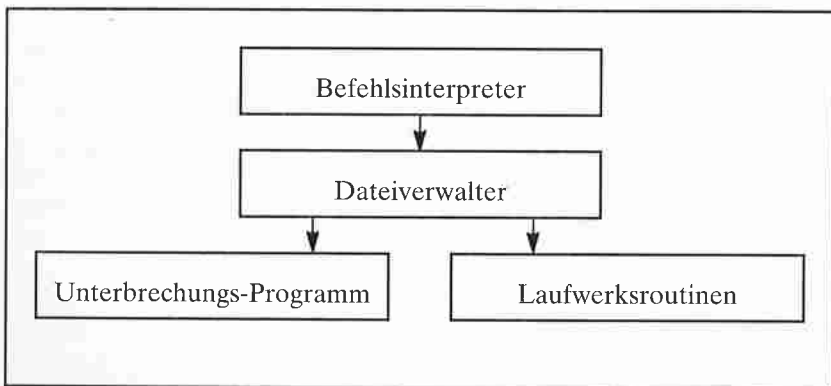 Befehlsinterpreter
Dateiverwalter
Unterbrechungs-Programm
Laufwerksroutinen